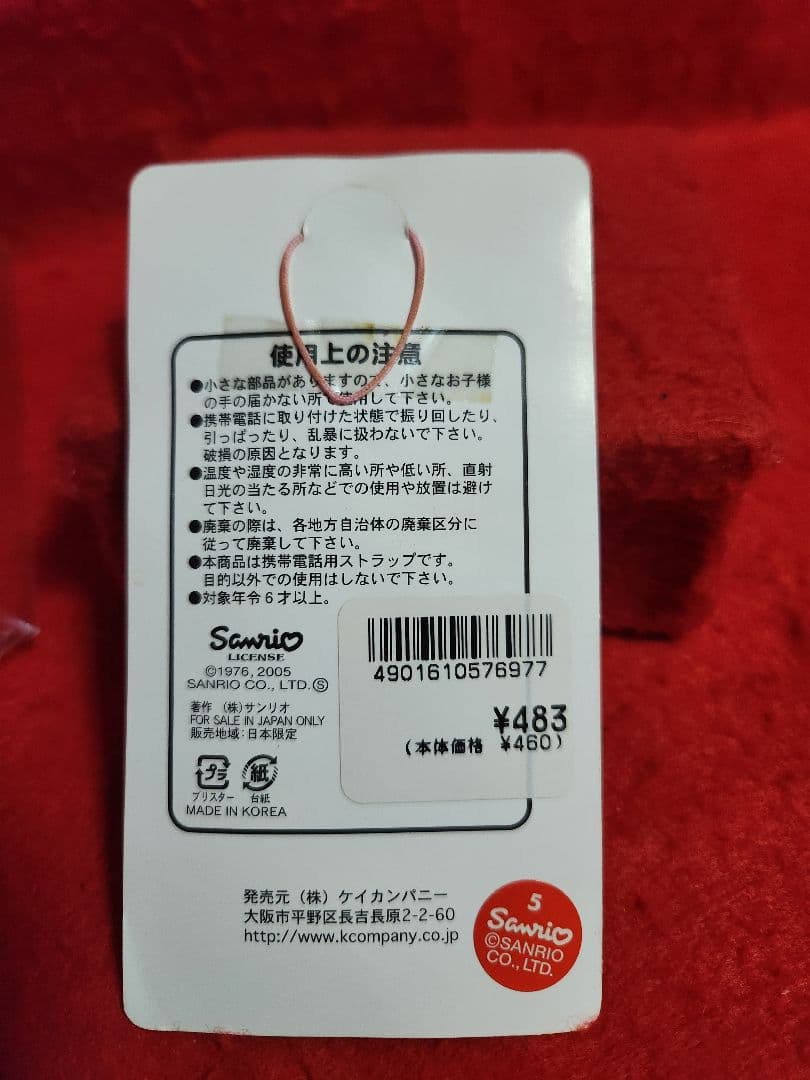 使用上の注意
●小さな部品がありますので、小さなお子様
の手の届かない所で使用して下さい。
●携帯電話に取り付けた状態で振り回したり、
引っぱったり、乱暴に扱わないで下さい。
破損の原因となります。
●温度や湿度の非常に高い所や低い所、直射
日光の当たる所などでの使用や放置は避け
て下さい。
●廃棄の際は、各地方自治体の廃棄区分に
従って廃棄して下さい。
●本商品は携帯電話用ストラップです。
目的以外での使用はしないで下さい。
●対象年令6才以上。
Sanrio
LICENSE
©1976, 2005
SANRIO CO., LTD.Ⓢ
著作 (株)サンリオ
FOR SALE IN JAPAN ONLY
販売地域:日本限定
プラ 紙
ブリスター 台紙
MADE IN KOREA
4901610576977
¥483
(本体価格 ¥460)
発売元(株)ケイカンパニー
大阪市平野区長吉長原2-2-60
http://www.kcompany.co.jp
5
Sanrio
©SANRIO
CO., LTD.